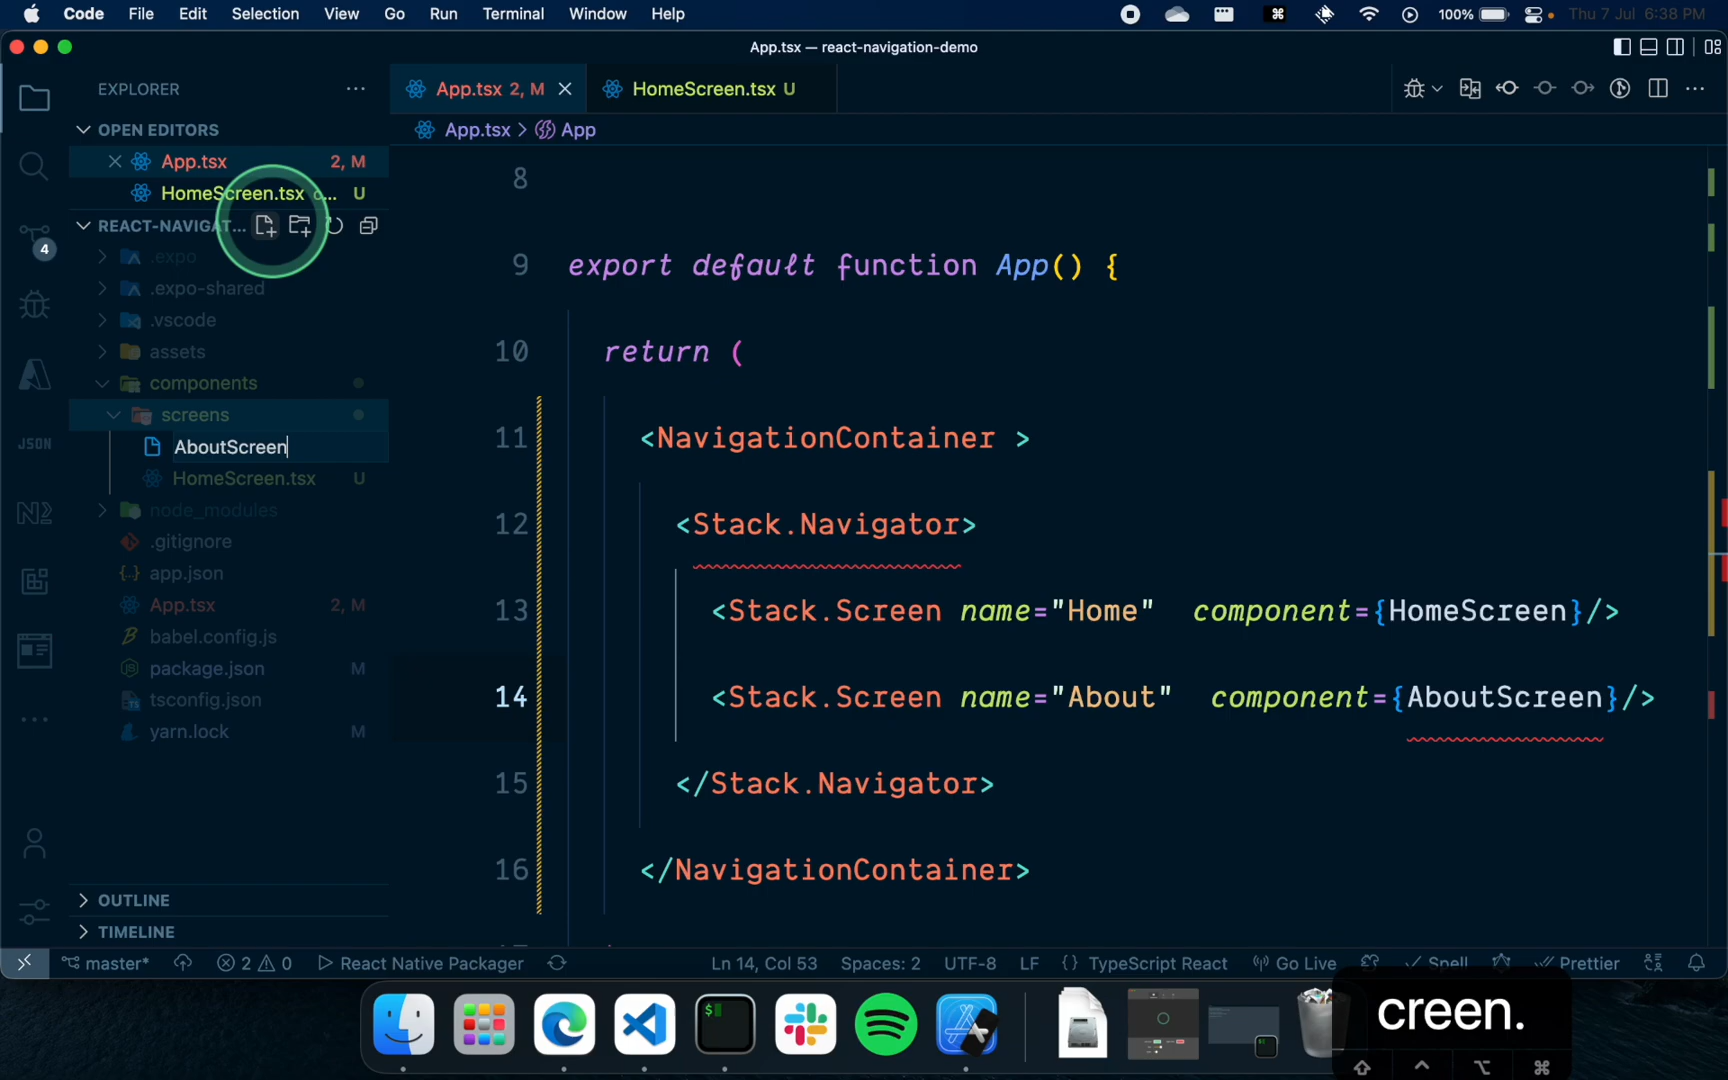 Code File Edit Selection View Go Run Terminal Window Help 100% Thu 7 Jul 6:38 PM
App.tsx — react-navigation-demo
EXPLORER
App.tsx 2, M
HomeScreen.tsx U
OPEN EDITORS
App.tsx > App
App.tsx 2, M
HomeScreen.tsx c... U
REACT-NAVIGAT...
.expo
.expo-shared
.vscode
assets
components
screens
AboutScreen
HomeScreen.tsx U
node_modules
.gitignore
app.json
App.tsx 2, M
babel.config.js
package.json M
tsconfig.json
yarn.lock M
OUTLINE
TIMELINE
4
JSON
8
9 export default function App() {
10 return (
11 <NavigationContainer >
12 <Stack.Navigator>
13 <Stack.Screen name="Home" component={HomeScreen}/>
14 <Stack.Screen name="About" component={AboutScreen}/>
15 </Stack.Navigator>
16 </NavigationContainer>
master* 2 0 React Native Packager Ln 14, Col 53 Spaces: 2 UTF-8 LF {} TypeScript React Go Live Spell Prettier
creen.